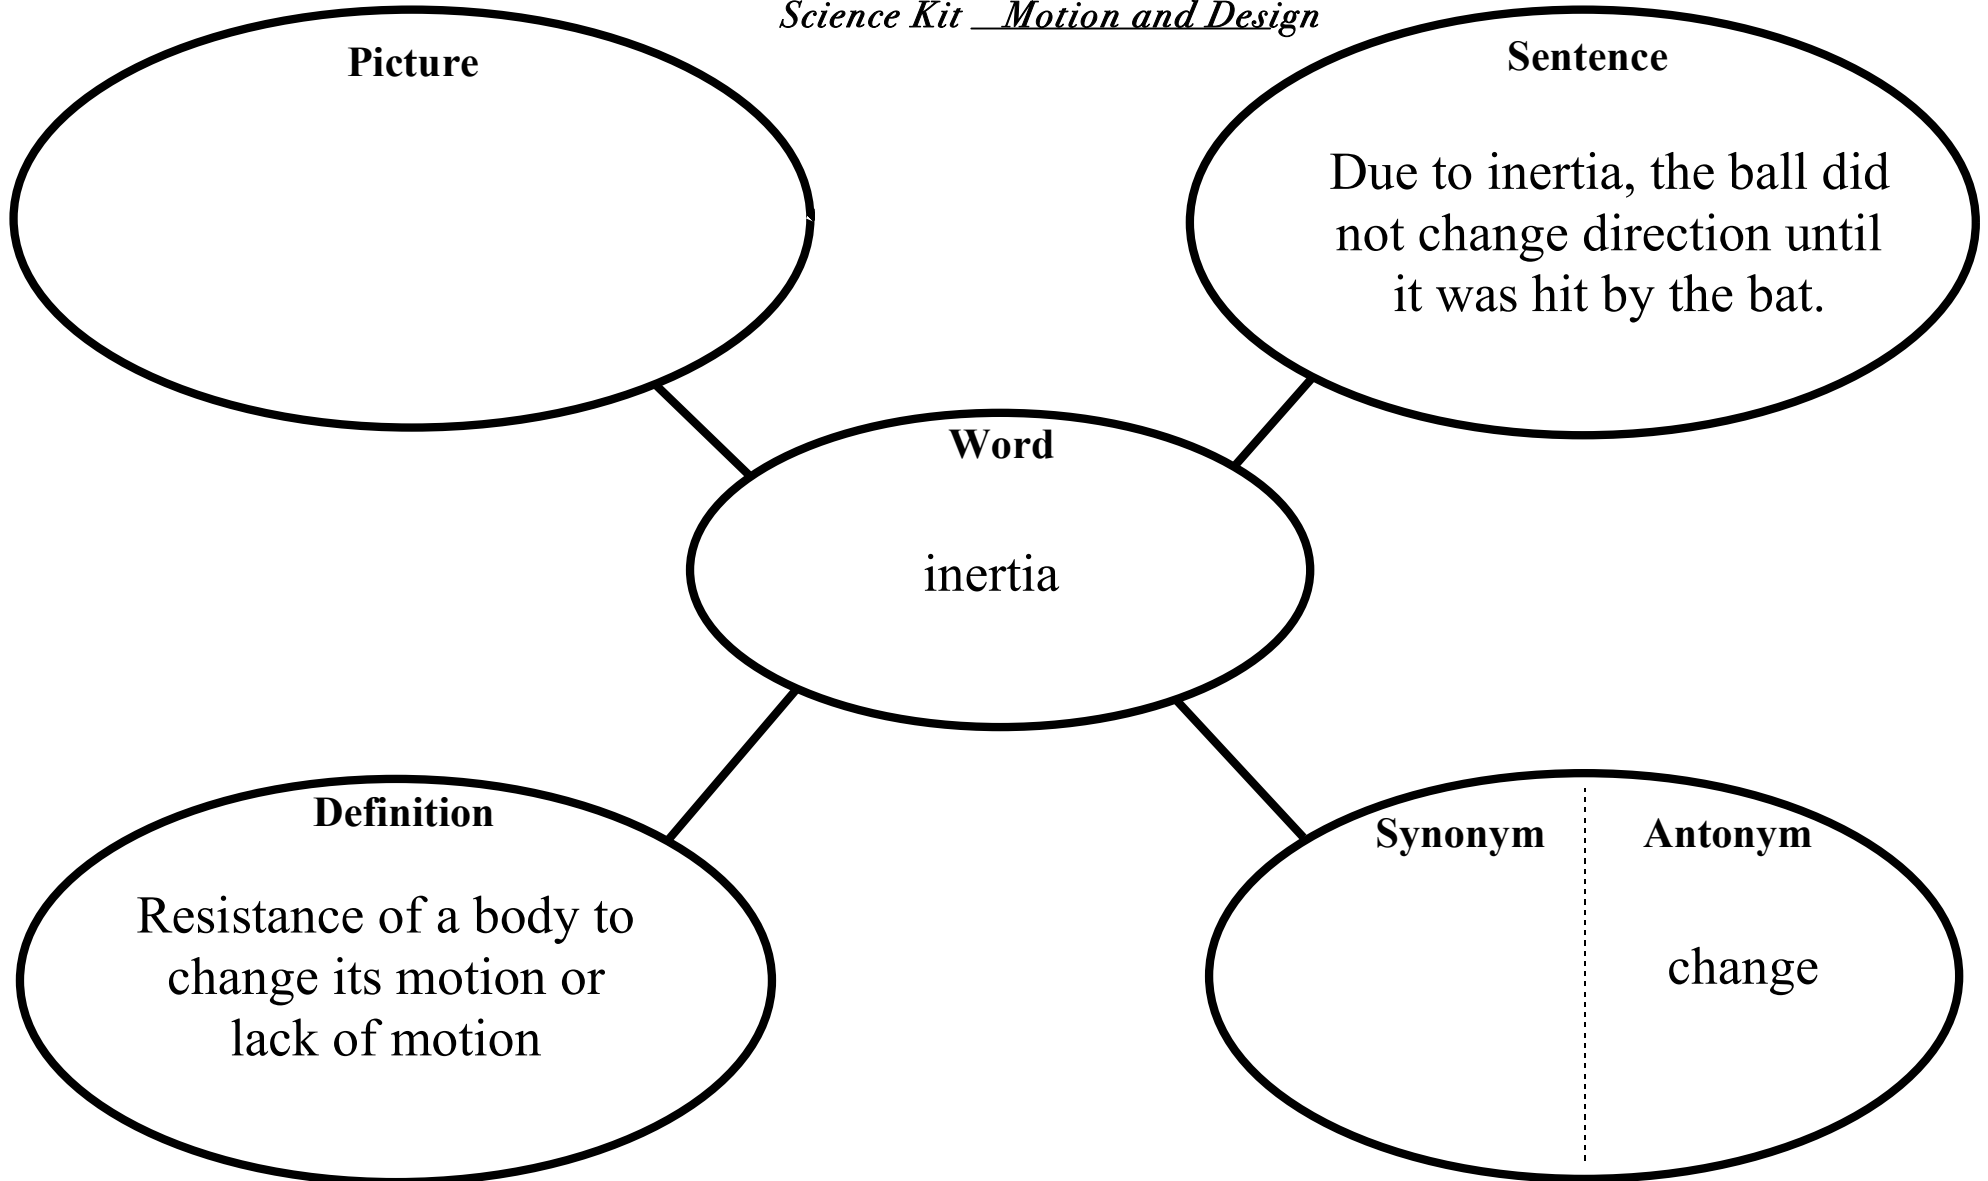 Science Kit __Motion and Design
Picture
Sentence
Due to inertia, the ball did
not change direction until
it was hit by the bat.
Word
inertia
Definition
Resistance of a body to
change its motion or
lack of motion
Synonym
Antonym
change